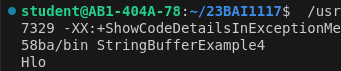 student@AB1-404A-78:~/23BAI1117$ /usr
7329 -XX:+ShowCodeDetailsInExceptionMe
58ba/bin StringBufferExample4
Hlo